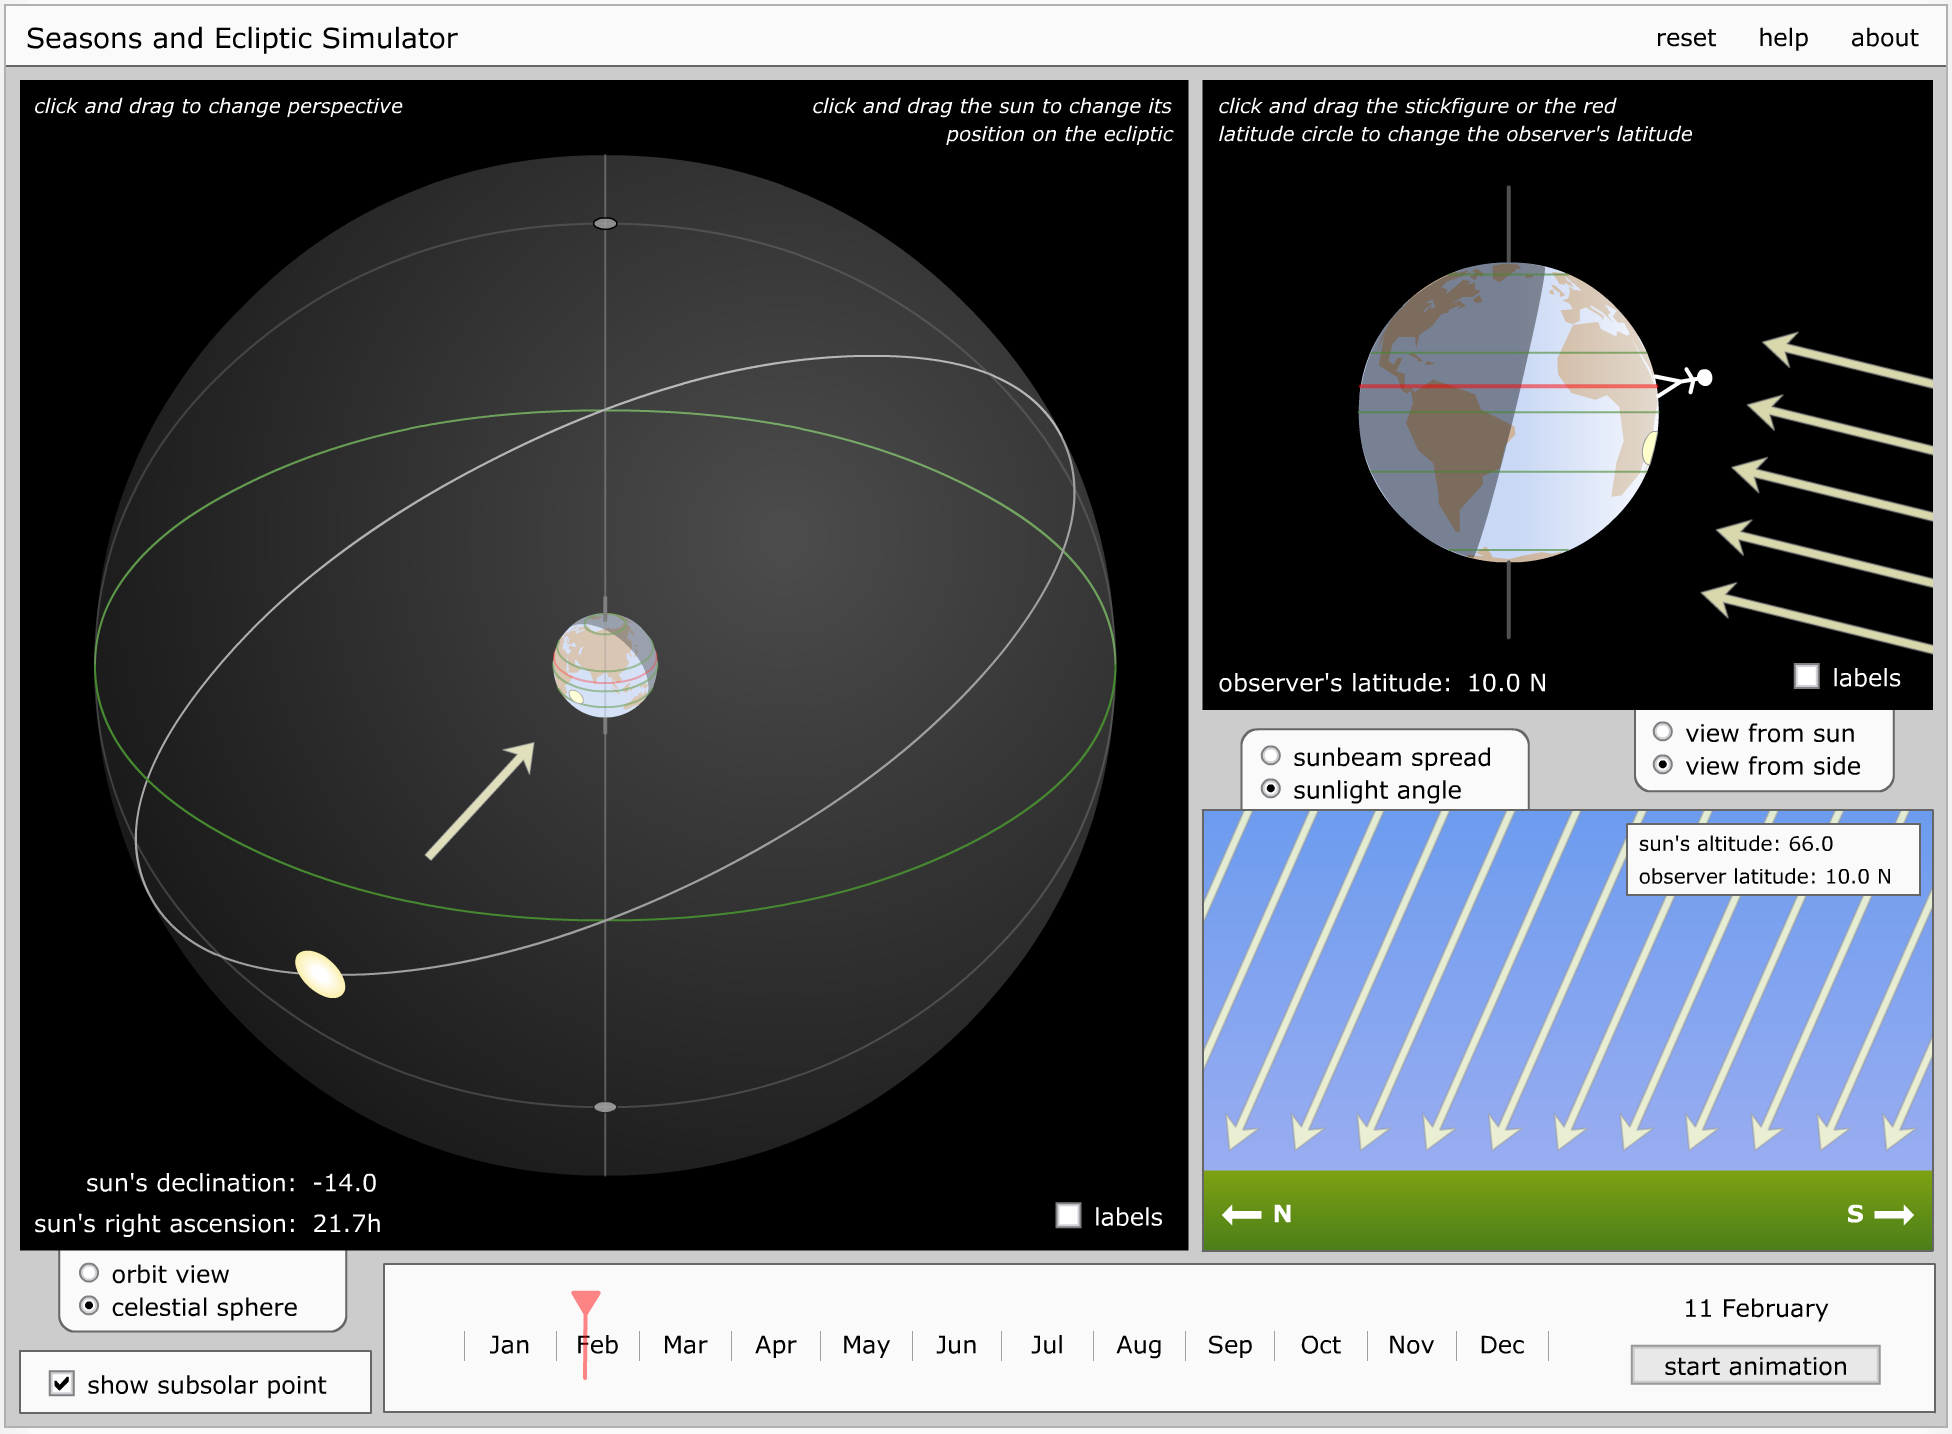 Seasons and Ecliptic Simulator
reset help about
click and drag to change perspective
click and drag the sun to change its
position on the ecliptic
sun's declination: -14.0
sun's right ascension: 21.7h
labels
click and drag the stickfigure or the red
latitude circle to change the observer's latitude
observer's latitude: 10.0 N
labels
view from sun
view from side
sunbeam spread
sunlight angle
sun's altitude: 66.0
observer latitude: 10.0 N
N
S
orbit view
celestial sphere
show subsolar point
Jan Feb Mar Apr May Jun Jul Aug Sep Oct Nov Dec
11 February
start animation